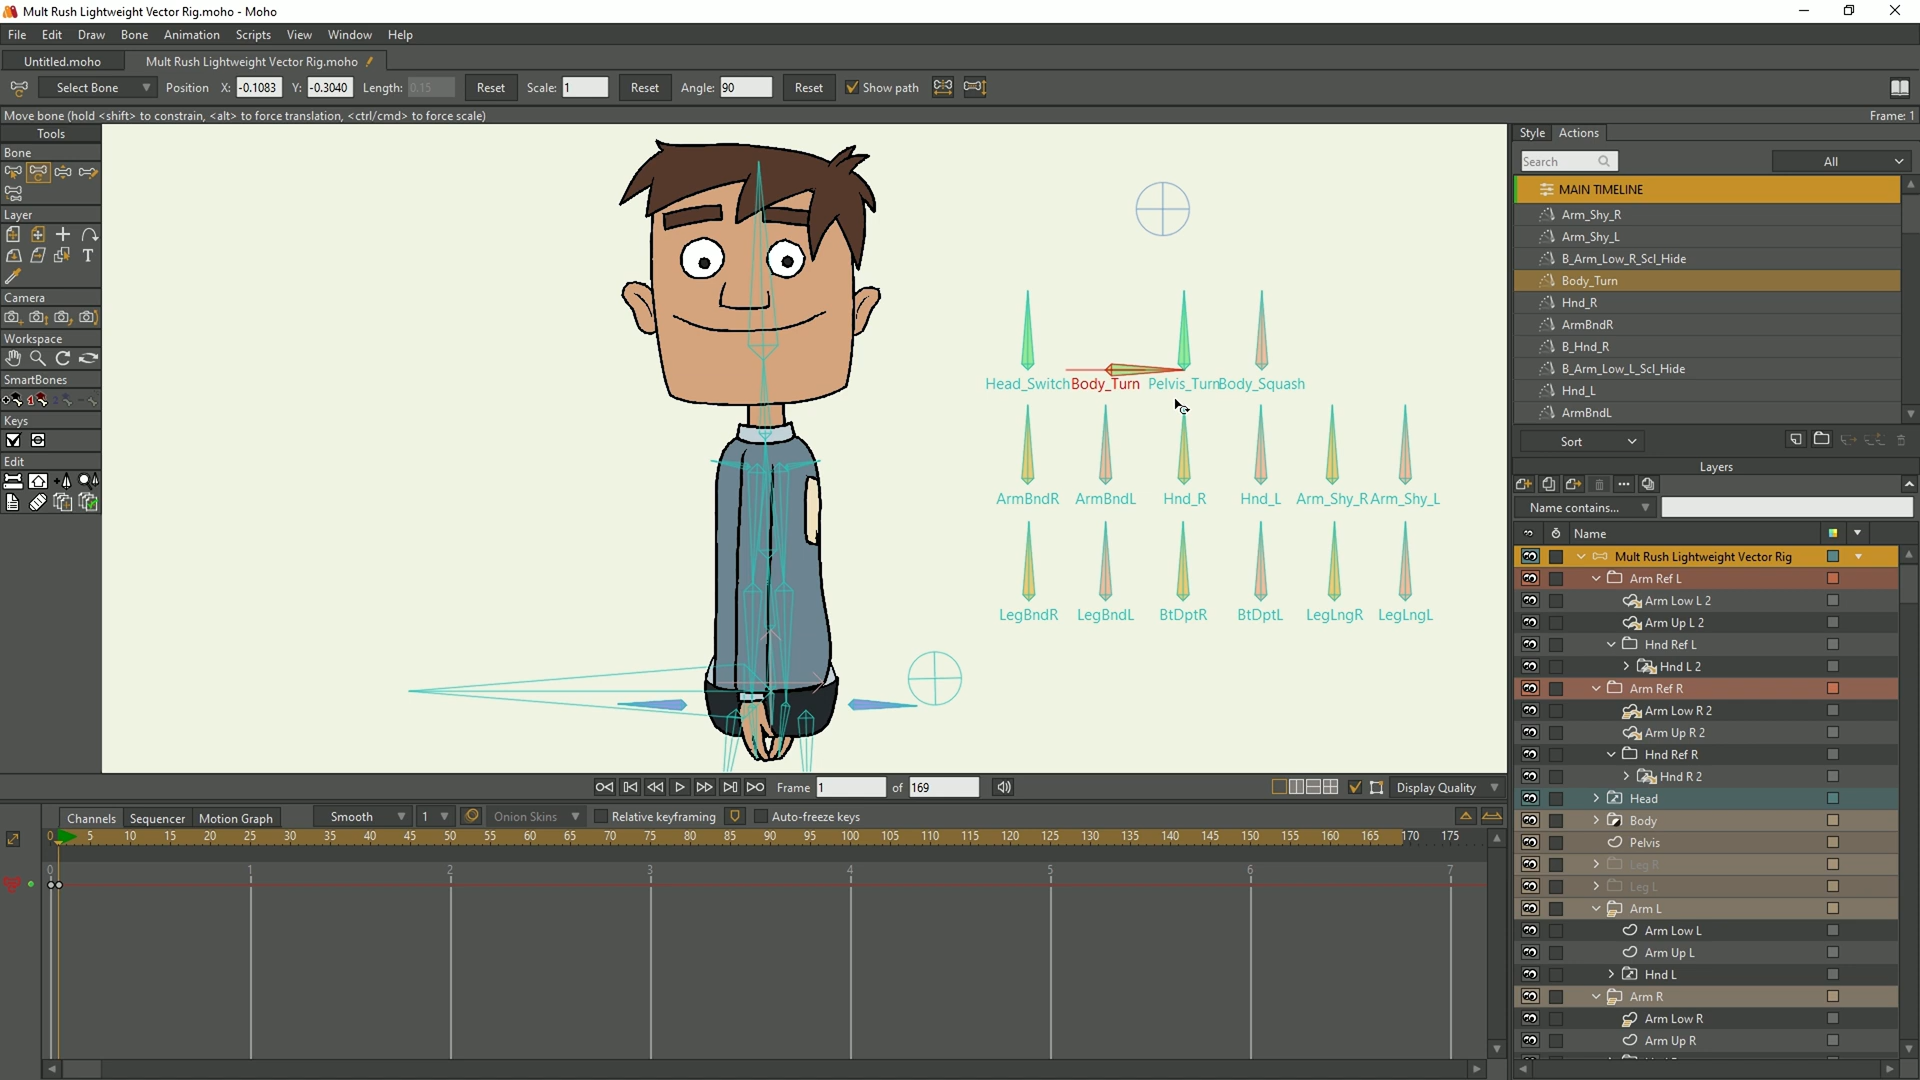 Mult Rush Lightweight Vector Rig.moho - Moho
File Edit Draw Bone Animation Scripts View Window Help
Untitled.moho Mult Rush Lightweight Vector Rig.moho
Select Bone Position X: -0.1083 Y: -0.3040 Length: 0.15 Reset Scale: 1 Reset Angle: 90 Reset Show path
Move bone (hold <shift> to constrain, <alt> to force translation, <ctrl/cmd> to force scale) Frame: 1
Tools
Bone
Layer
Camera
Workspace
SmartBones
Keys
Edit
Head_Switch Body_Turn Pelvis_Turn Body_Squash
ArmBndR ArmBndL Hnd_R Hnd_L Arm_Shy_R Arm_Shy_L
LegBndR LegBndL BtDptR BtDptL LegLngR LegLngL
Style Actions
Search All
MAIN TIMELINE
Arm_Shy_R
Arm_Shy_L
B_Arm_Low_R_Scl_Hide
Body_Turn
Hnd_R
ArmBndR
B_Hnd_R
B_Arm_Low_L_Scl_Hide
Hnd_L
ArmBndL
Sort
Layers
Name contains...
Name
Mult Rush Lightweight Vector Rig
Arm Ref L
Arm Low L 2
Arm Up L 2
Hnd Ref L
Hnd L 2
Arm Ref R
Arm Low R 2
Arm Up R 2
Hnd Ref R
Hnd R 2
Head
Body
Pelvis
Leg R
Leg L
Arm L
Arm Low L
Arm Up L
Hnd L
Arm R
Arm Low R
Arm Up R
Frame 1 of 169 Display Quality
Channels Sequencer Motion Graph Smooth 1 Onion Skins Relative keyframing Auto-freeze keys
0 5 10 15 20 25 30 35 40 45 50 55 60 65 70 75 80 85 90 95 100 105 110 115 120 125 130 135 140 145 150 155 160 165 170 175
0 1 2 3 4 5 6 7